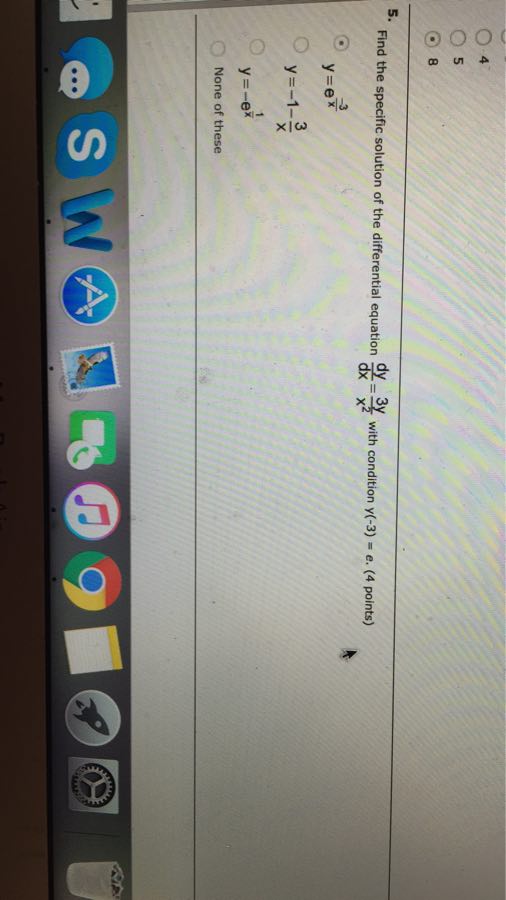 4
5
8
5. Find the specific solution of the differential equation dy/dx = 3y/x² with condition y(-3) = e. (4 points)
y = e^(-3/x)
y = -1 - 3/x
y = -e^(1/x)
None of these